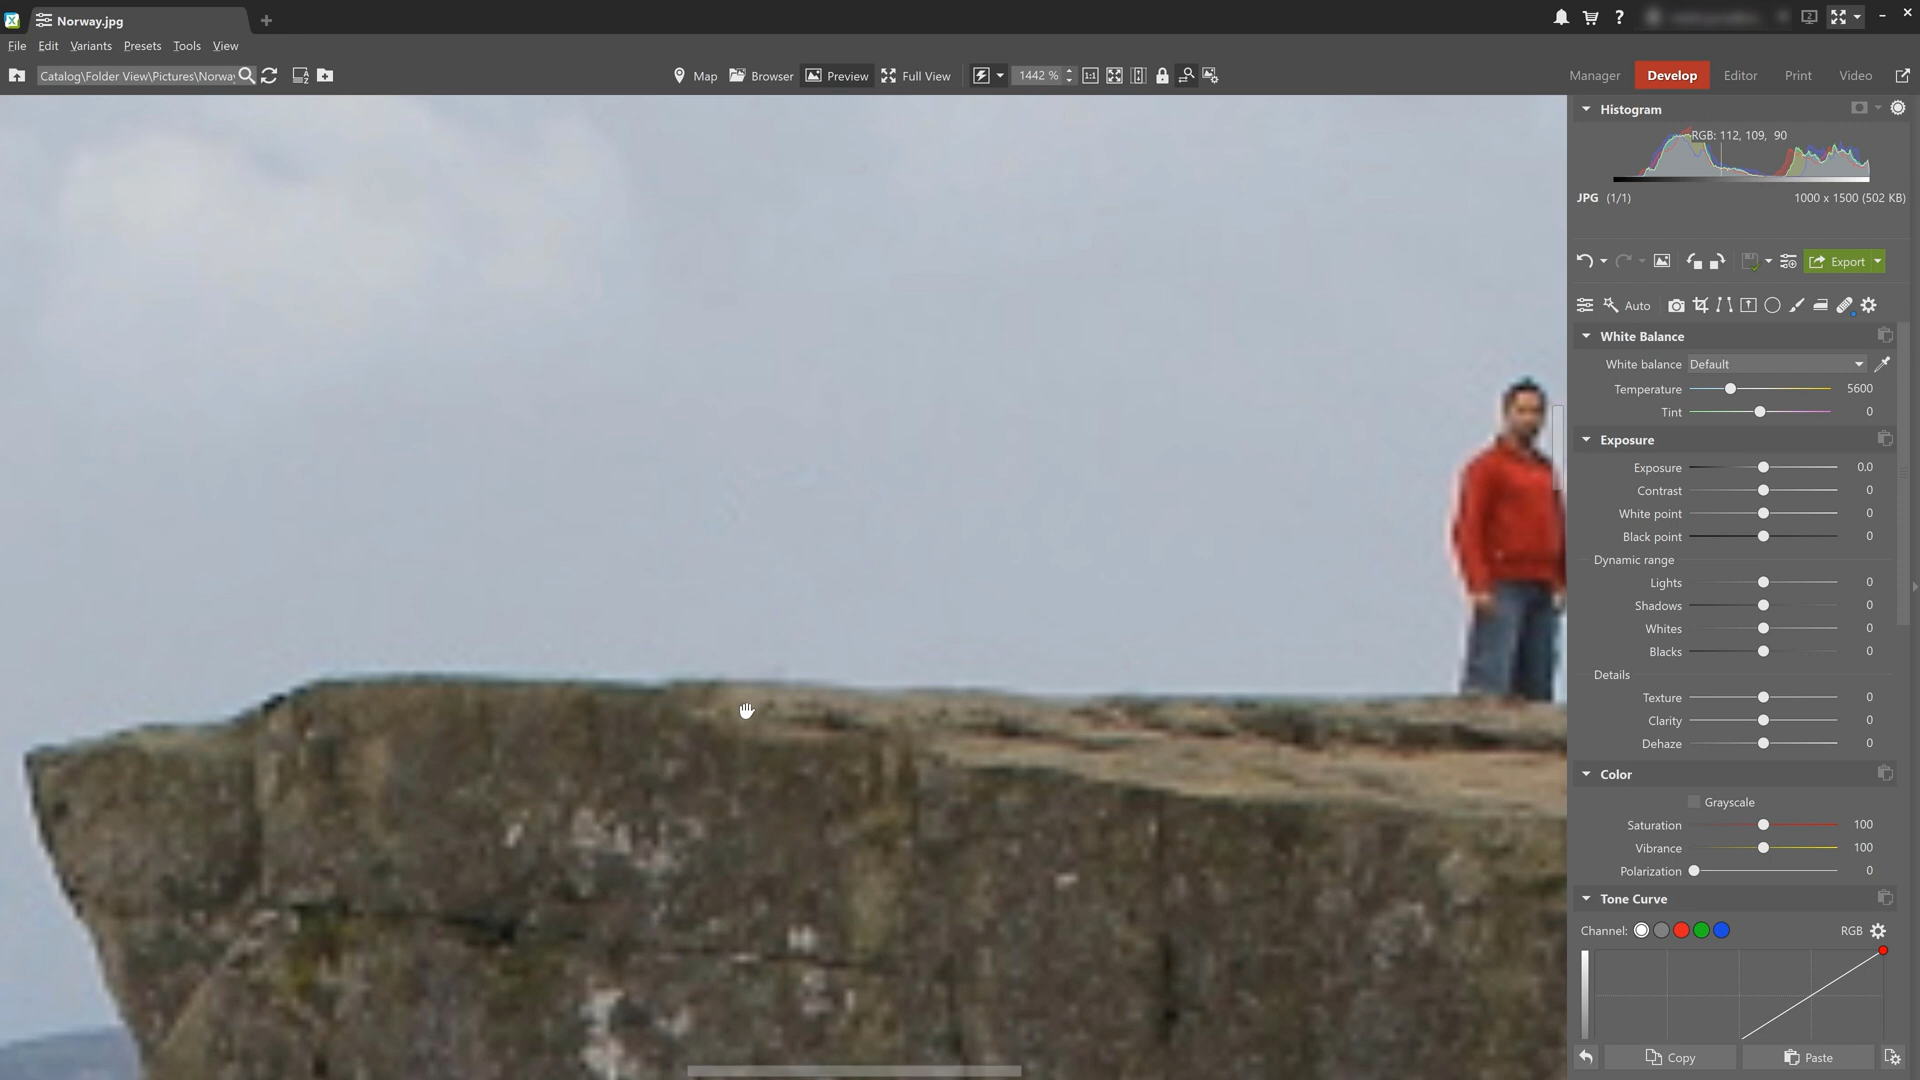 Norway.jpg
File Edit Variants Presets Tools View
Catalog\Folder View\Pictures\Norway
Map Browser Preview Full View 1442 % 1:1
Manager Develop Editor Print Video
Histogram
RGB: 112, 109, 90
JPG (1/1) 1000 x 1500 (502 KB)
Export
Auto
White Balance
White balance Default
Temperature 5600
Tint 0
Exposure
Exposure 0.0
Contrast 0
White point 0
Black point 0
Dynamic range
Lights 0
Shadows 0
Whites 0
Blacks 0
Details
Texture 0
Clarity 0
Dehaze 0
Color
Grayscale
Saturation 100
Vibrance 100
Polarization 0
Tone Curve
Channel: RGB
Copy Paste